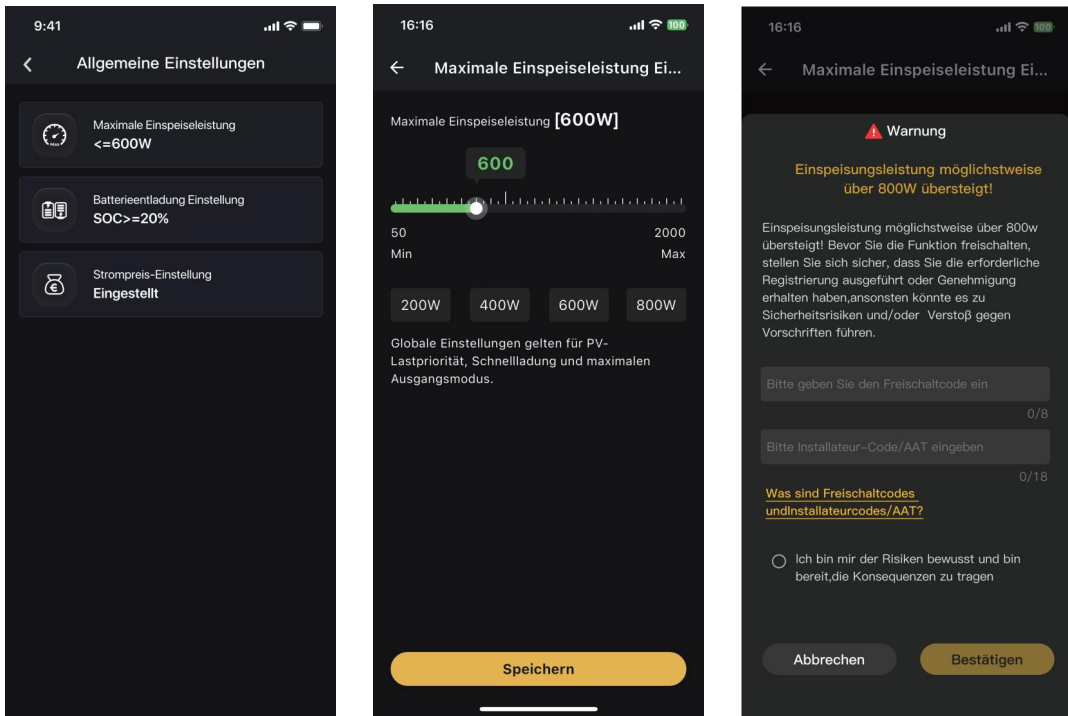 9:41
Allgemeine Einstellungen
Maximale Einspeiseleistung
<=600W
Batterieentladung Einstellung
SOC>=20%
Strompreis-Einstellung
Eingestellt
16:16
100
Maximale Einspeiseleistung Ei...
Maximale Einspeiseleistung [600W]
600
50 2000
Min Max
200W 400W 600W 800W
Globale Einstellungen gelten für PV-
Lastpriorität, Schnellladung und maximalen
Ausgangsmodus.
Speichern
16:16
100
Maximale Einspeiseleistung Ei...
Warnung
Einspeisungsleistung möglichstweise
über 800W übersteigt!
Einspeisungsleistung möglichstweise über 800w
übersteigt! Bevor Sie die Funktion freischalten,
stellen Sie sich sicher, dass Sie die erforderliche
Registrierung ausgeführt oder Genehmigung
erhalten haben,ansonsten könnte es zu
Sicherheitsrisiken und/oder Verstoβ gegen
Vorschriften führen.
Bitte geben Sie den Freischaltcode ein
0/8
Bitte Installateur-Code/AAT eingeben
0/18
Was sind Freischaltcodes
undInstallateurcodes/AAT?
Ich bin mir der Risiken bewusst und bin
bereit,die Konsequenzen zu tragen
Abbrechen Bestätigen